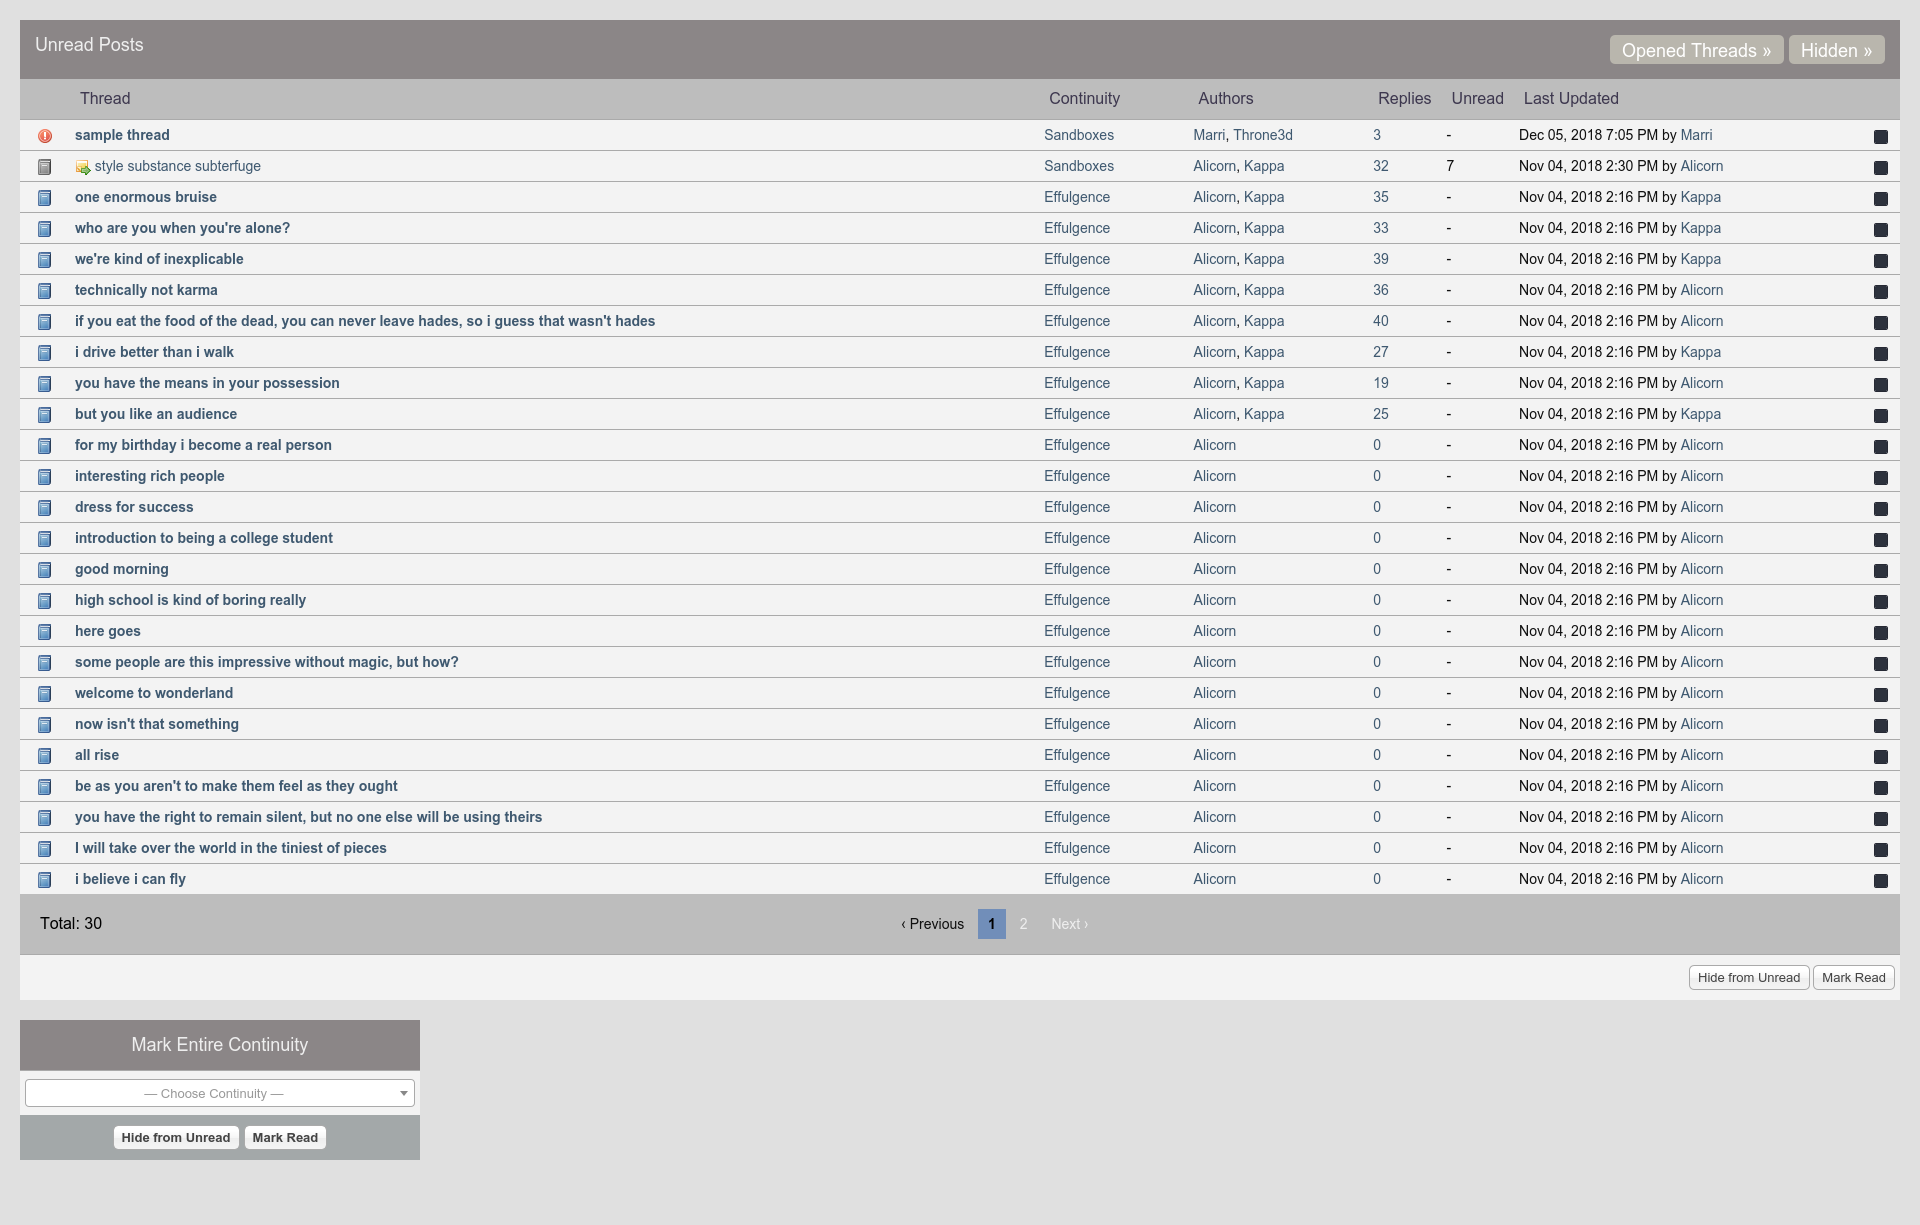 Unread Posts Opened Threads » Hidden »
Thread Continuity Authors Replies Unread Last Updated
sample thread Sandboxes Marri, Throne3d 3 - Dec 05, 2018 7:05 PM by Marri
style substance subterfuge Sandboxes Alicorn, Kappa 32 7 Nov 04, 2018 2:30 PM by Alicorn
one enormous bruise Effulgence Alicorn, Kappa 35 - Nov 04, 2018 2:16 PM by Kappa
who are you when you're alone? Effulgence Alicorn, Kappa 33 - Nov 04, 2018 2:16 PM by Kappa
we're kind of inexplicable Effulgence Alicorn, Kappa 39 - Nov 04, 2018 2:16 PM by Kappa
technically not karma Effulgence Alicorn, Kappa 36 - Nov 04, 2018 2:16 PM by Alicorn
if you eat the food of the dead, you can never leave hades, so i guess that wasn't hades Effulgence Alicorn, Kappa 40 - Nov 04, 2018 2:16 PM by Alicorn
i drive better than i walk Effulgence Alicorn, Kappa 27 - Nov 04, 2018 2:16 PM by Kappa
you have the means in your possession Effulgence Alicorn, Kappa 19 - Nov 04, 2018 2:16 PM by Alicorn
but you like an audience Effulgence Alicorn, Kappa 25 - Nov 04, 2018 2:16 PM by Kappa
for my birthday i become a real person Effulgence Alicorn 0 - Nov 04, 2018 2:16 PM by Alicorn
interesting rich people Effulgence Alicorn 0 - Nov 04, 2018 2:16 PM by Alicorn
dress for success Effulgence Alicorn 0 - Nov 04, 2018 2:16 PM by Alicorn
introduction to being a college student Effulgence Alicorn 0 - Nov 04, 2018 2:16 PM by Alicorn
good morning Effulgence Alicorn 0 - Nov 04, 2018 2:16 PM by Alicorn
high school is kind of boring really Effulgence Alicorn 0 - Nov 04, 2018 2:16 PM by Alicorn
here goes Effulgence Alicorn 0 - Nov 04, 2018 2:16 PM by Alicorn
some people are this impressive without magic, but how? Effulgence Alicorn 0 - Nov 04, 2018 2:16 PM by Alicorn
welcome to wonderland Effulgence Alicorn 0 - Nov 04, 2018 2:16 PM by Alicorn
now isn't that something Effulgence Alicorn 0 - Nov 04, 2018 2:16 PM by Alicorn
all rise Effulgence Alicorn 0 - Nov 04, 2018 2:16 PM by Alicorn
be as you aren't to make them feel as they ought Effulgence Alicorn 0 - Nov 04, 2018 2:16 PM by Alicorn
you have the right to remain silent, but no one else will be using theirs Effulgence Alicorn 0 - Nov 04, 2018 2:16 PM by Alicorn
I will take over the world in the tiniest of pieces Effulgence Alicorn 0 - Nov 04, 2018 2:16 PM by Alicorn
i believe i can fly Effulgence Alicorn 0 - Nov 04, 2018 2:16 PM by Alicorn
Total: 30 ‹ Previous 1 2 Next ›
Hide from Unread Mark Read
Mark Entire Continuity
— Choose Continuity —
Hide from Unread Mark Read